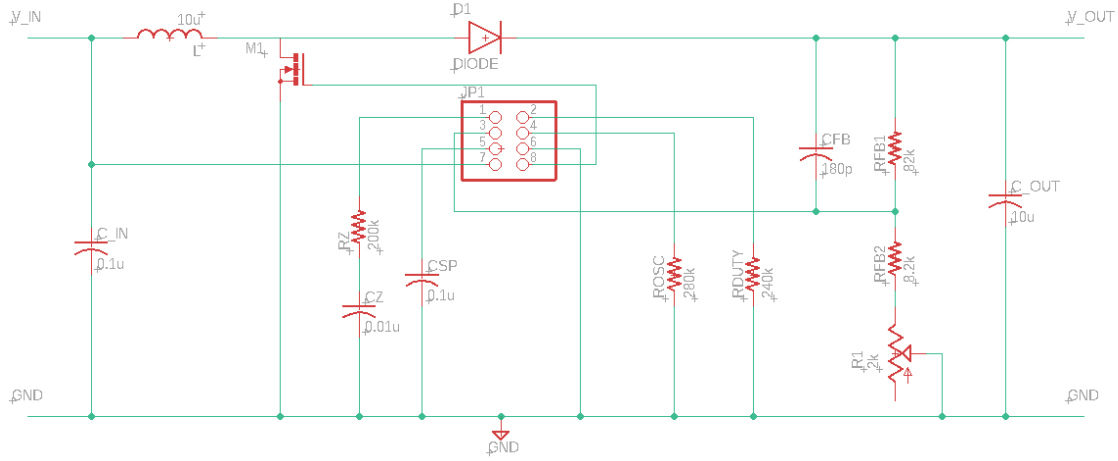 V_IN
10u
L
D1
DIODE
V_OUT
M1
JP1
1
2
3
4
5
6
7
8
CFB
180p
RFB1
82k
C_OUT
10u
C_IN
0.1u
RZ
200k
CSP
0.1u
CZ
0.01u
ROSC
280k
RDUTY
240k
RFB2
8.2k
R1
2k
GND
GND
GND